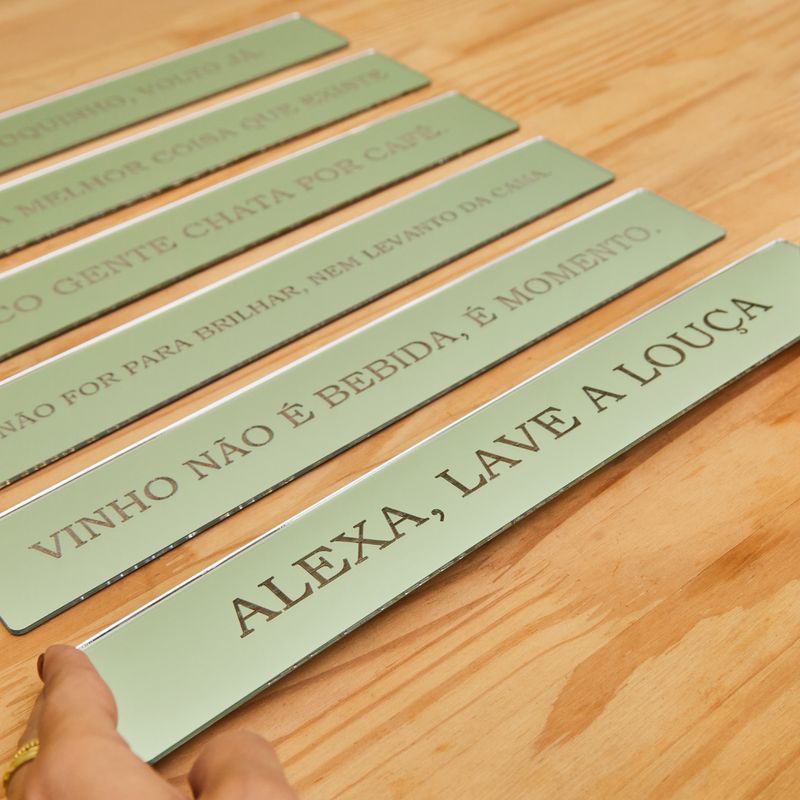 OQUINHO, VOLTO JÁ.
A MELHOR COISA QUE EXISTE
CO GENTE CHATA POR CAFÉ.
NÃO FOR PARA BRILHAR, NEM LEVANTO DA CAMA.
VINHO NÃO É BEBIDA, É MOMENTO.
ALEXA, LAVE A LOUÇA